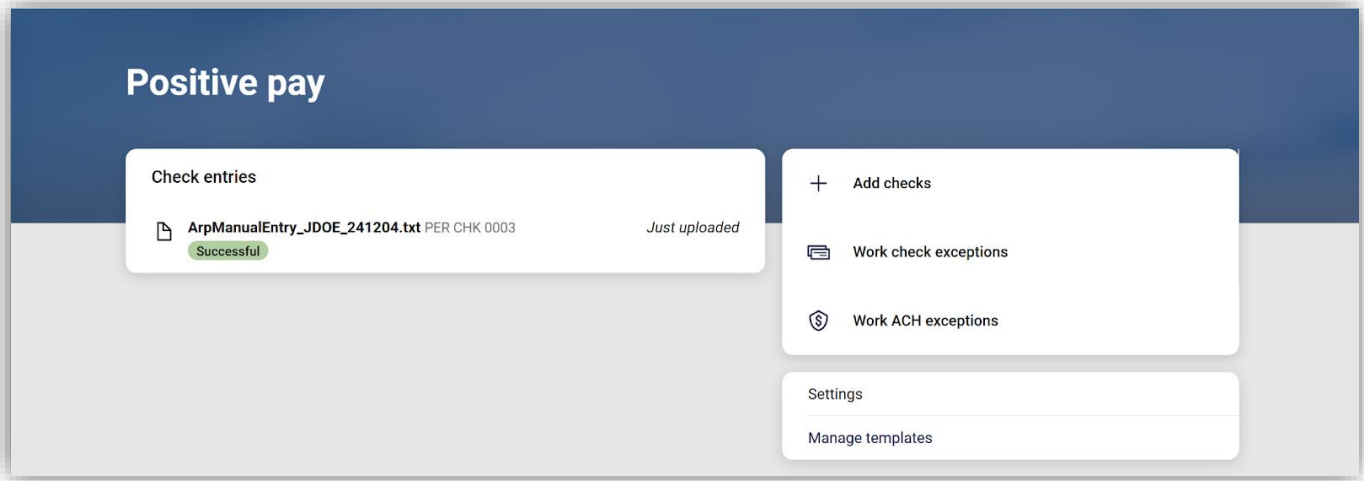 Positive pay
Check entries
ArpManualEntry_JDOE_241204.txt PER CHK 0003 Just uploaded
Successful
Add checks
Work check exceptions
Work ACH exceptions
Settings
Manage templates